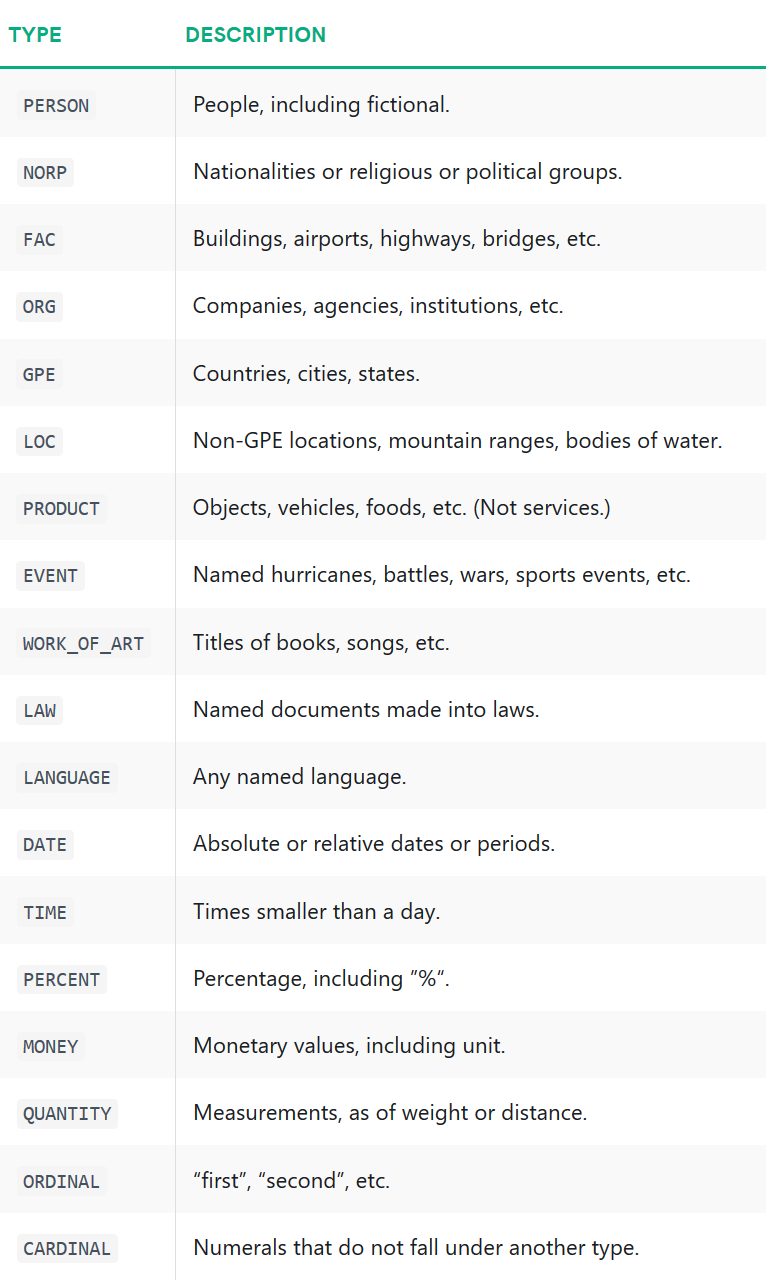 TYPE DESCRIPTION
PERSON People, including fictional.
NORP Nationalities or religious or political groups.
FAC Buildings, airports, highways, bridges, etc.
ORG Companies, agencies, institutions, etc.
GPE Countries, cities, states.
LOC Non-GPE locations, mountain ranges, bodies of water.
PRODUCT Objects, vehicles, foods, etc. (Not services.)
EVENT Named hurricanes, battles, wars, sports events, etc.
WORK_OF_ART Titles of books, songs, etc.
LAW Named documents made into laws.
LANGUAGE Any named language.
DATE Absolute or relative dates or periods.
TIME Times smaller than a day.
PERCENT Percentage, including ”%“.
MONEY Monetary values, including unit.
QUANTITY Measurements, as of weight or distance.
ORDINAL “first”, “second”, etc.
CARDINAL Numerals that do not fall under another type.